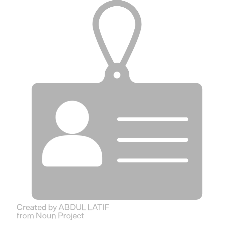 Created by ABDUL LATIF
from Noun Project